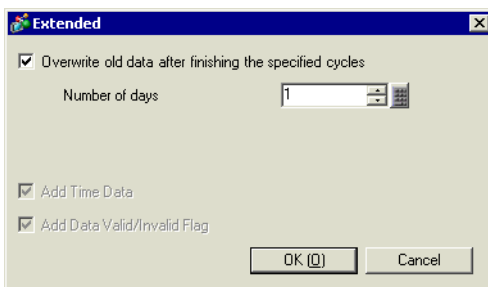 Extended
Overwrite old data after finishing the specified cycles
Number of days 1
Add Time Data
Add Data Valid/Invalid Flag
OK (O) Cancel